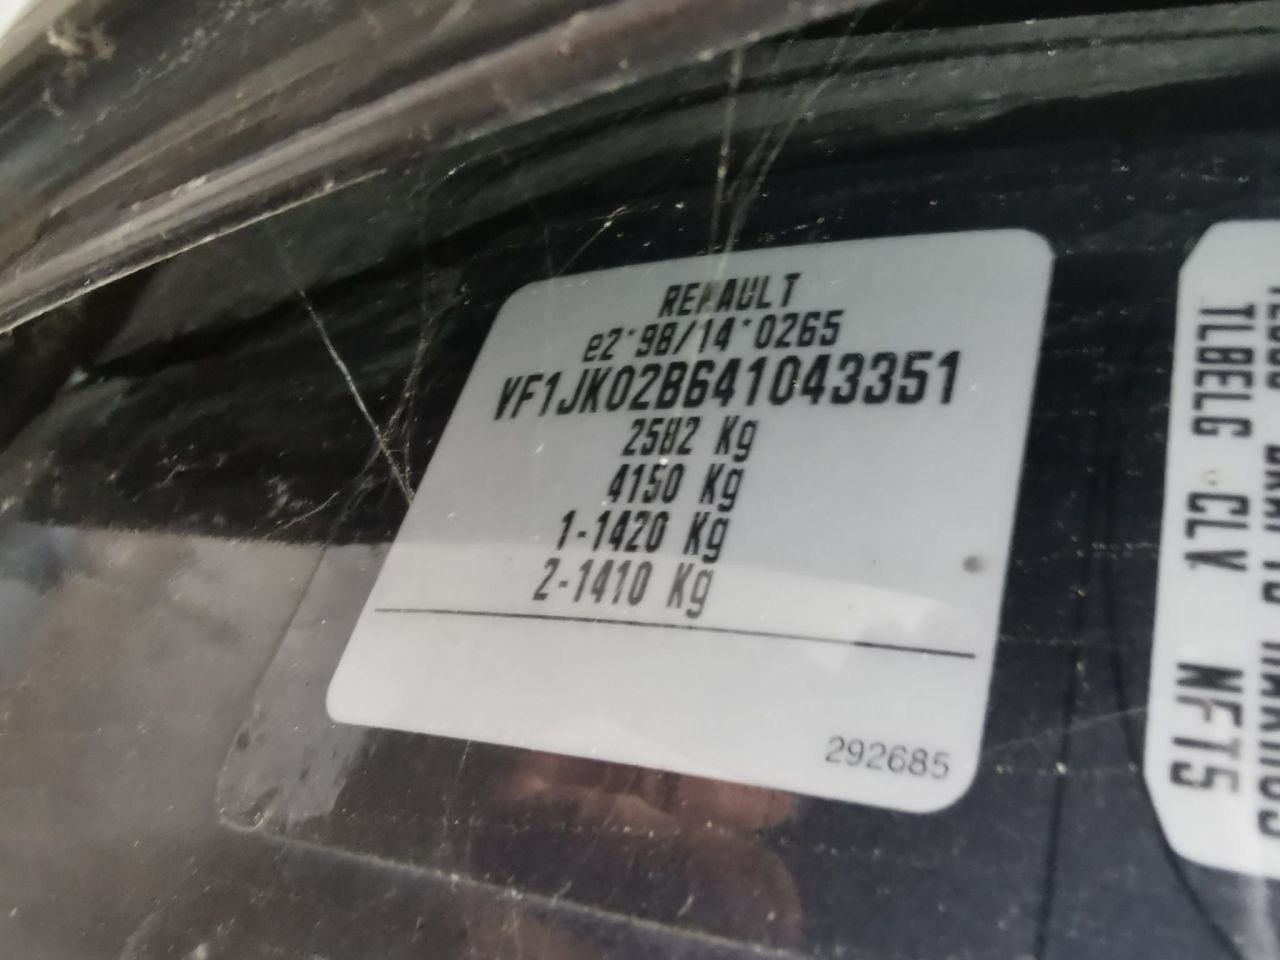 RENAULT
e2*98/14*0265
VF1JK02B641043351
2582 Kg
4150 Kg
1-1420 Kg
2-1410 Kg
292685
TLBELG CLV NFTS